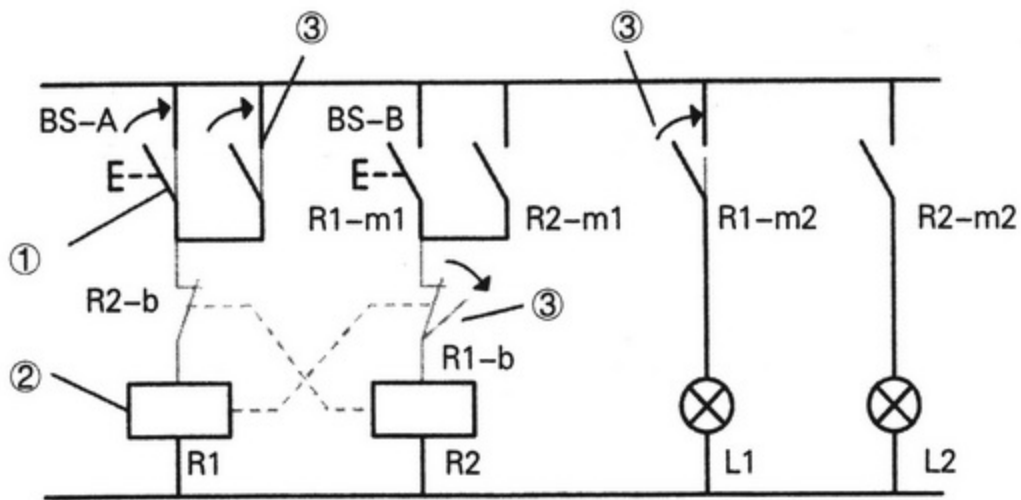 ③ ③
BS-A BS-B
R1-m1 R2-m1 R1-m2 R2-m2
①
R2-b ③
R1-b
②
R1 R2 L1 L2